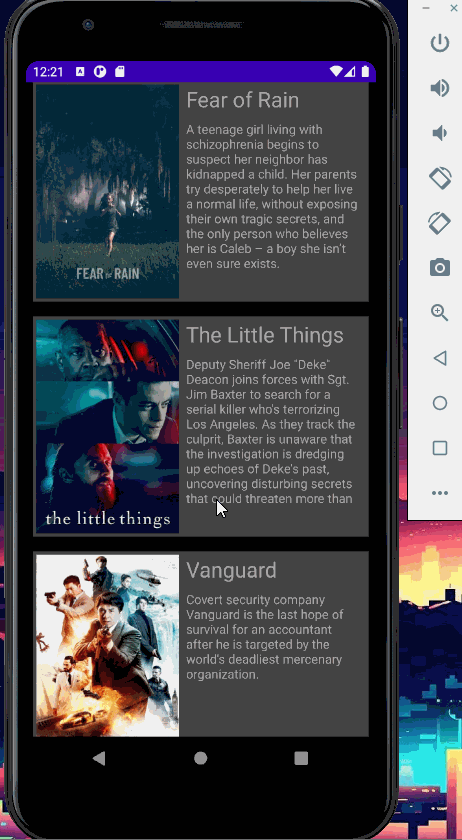 12:21
Fear of Rain
A teenage girl living with
schizophrenia begins to
suspect her neighbor has
kidnapped a child. Her parents
try desperately to help her live
a normal life, without exposing
their own tragic secrets, and
the only person who believes
her is Caleb – a boy she isn't
even sure exists.
FEAR OF RAIN
The Little Things
Deputy Sheriff Joe "Deke"
Deacon joins forces with Sgt.
Jim Baxter to search for a
serial killer who's terrorizing
Los Angeles. As they track the
culprit, Baxter is unaware that
the investigation is dredging
up echoes of Deke's past,
uncovering disturbing secrets
that could threaten more than
the little things
Vanguard
Covert security company
Vanguard is the last hope of
survival for an accountant
after he is targeted by the
world's deadliest mercenary
organization.